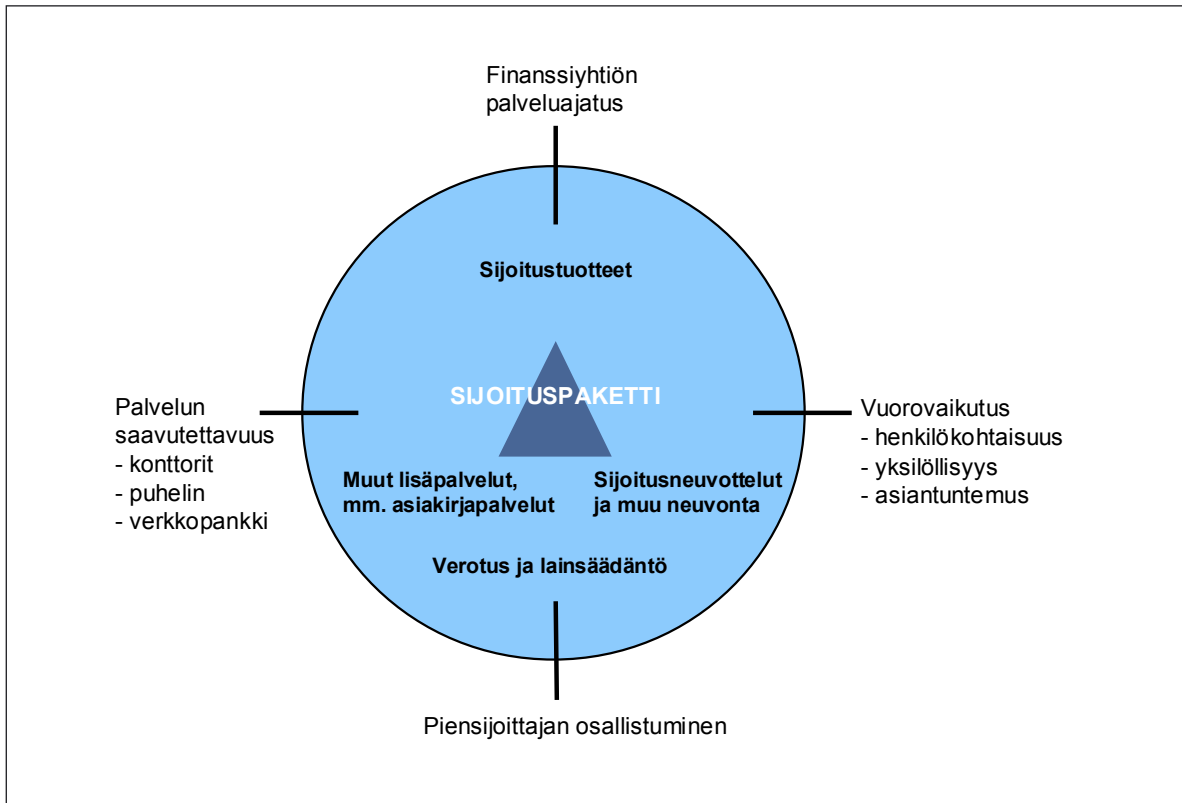 Finanssiyhtiön
palveluajatus
Sijoitustuotteet
SIJOITUSPAKETTI
Palvelun
saavutettavuus
- konttorit
- puhelin
- verkkopankki
Vuorovaikutus
- henkilökohtaisuus
- yksilöllisyys
- asiantuntemus
Muut lisäpalvelut,
mm. asiakirjapalvelut
Sijoitusneuvottelut
ja muu neuvonta
Verotus ja lainsäädäntö
Piensijoittajan osallistuminen